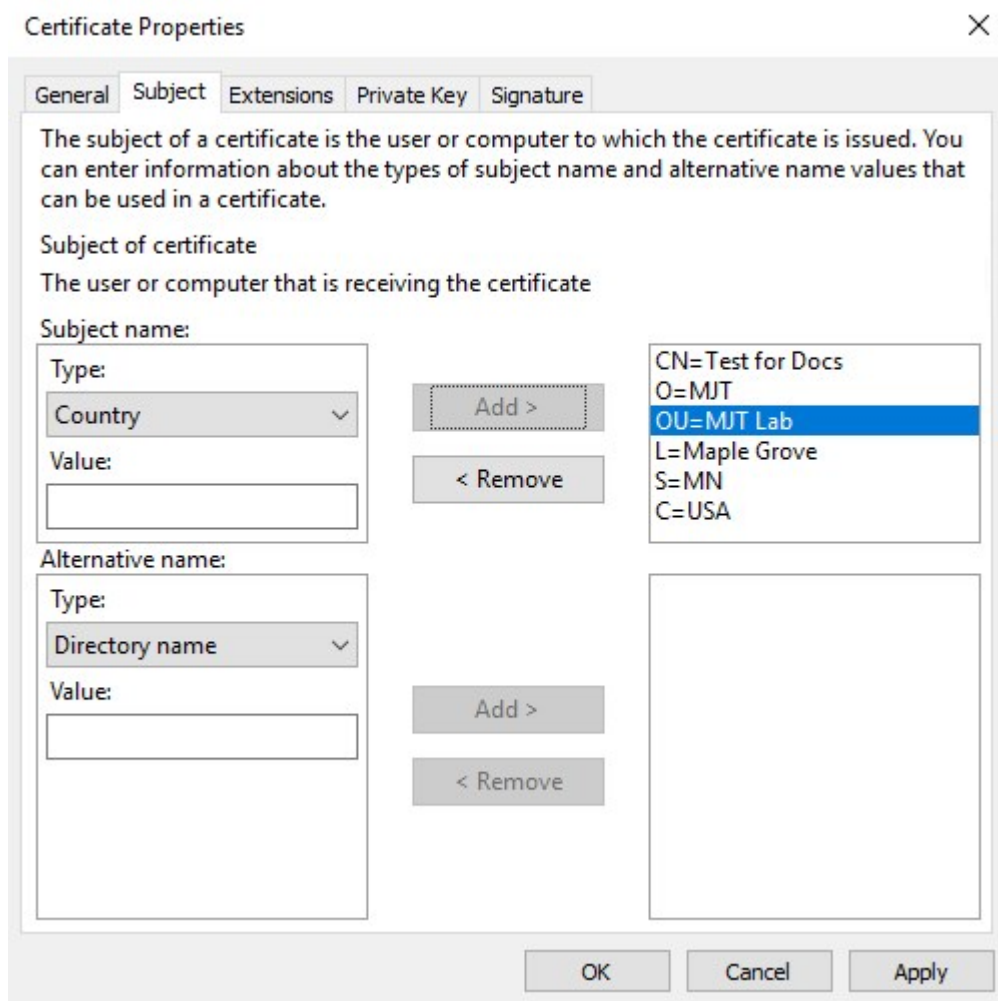 Certificate Properties
General Subject Extensions Private Key Signature
The subject of a certificate is the user or computer to which the certificate is issued. You
can enter information about the types of subject name and alternative name values that
can be used in a certificate.
Subject of certificate
The user or computer that is receiving the certificate
Subject name:
Type:
Country
Value:
Add >
< Remove
CN=Test for Docs
O=MJT
OU=MJT Lab
L=Maple Grove
S=MN
C=USA
Alternative name:
Type:
Directory name
Value:
Add >
< Remove
OK Cancel Apply